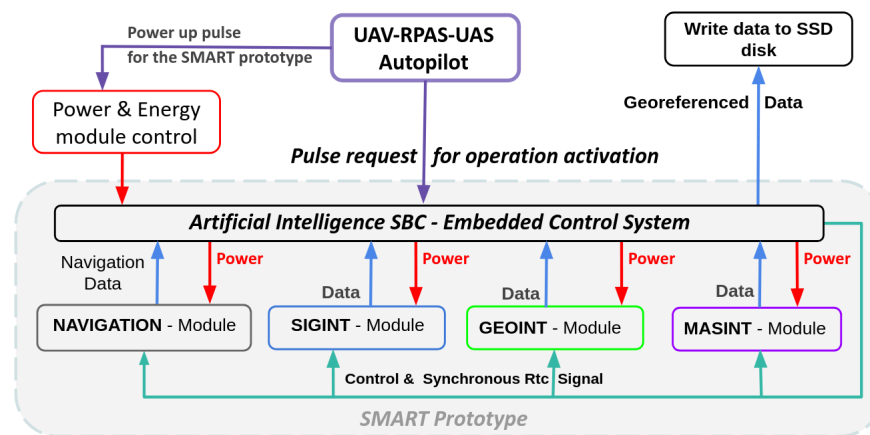 Power up pulse
for the SMART prototype
UAV-RPAS-UAS
Autopilot
Write data to SSD
disk
Power & Energy
module control
Georeferenced Data
Pulse request for operation activation
Artificial Intelligence SBC - Embedded Control System
Navigation
Data
Power
Data
Power
Data
Power
Data
Power
NAVIGATION - Module
SIGINT - Module
GEOINT - Module
MASINT - Module
Control & Synchronous Rtc Signal
SMART Prototype